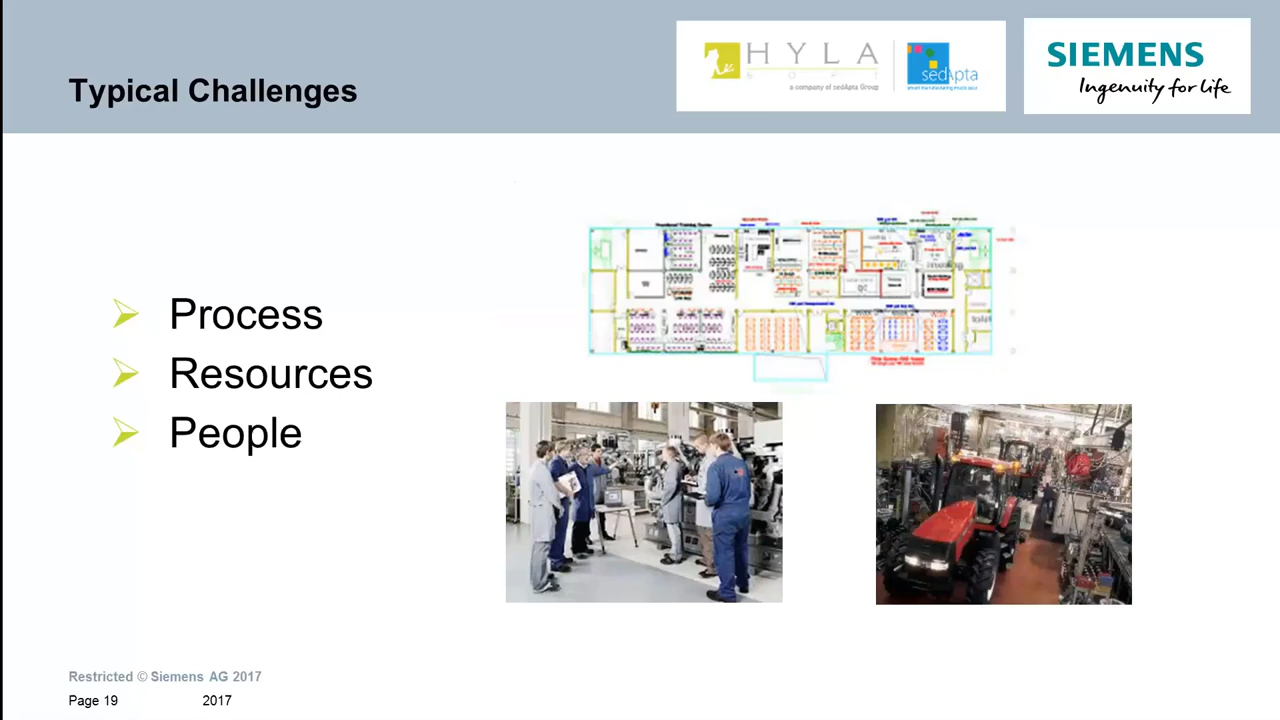 Typical Challenges
HYLA
SOFT
a company of sedApta Group
sedApta
SIEMENS
Ingenuity for life
Process
Resources
People
Restricted © Siemens AG 2017
Page 19 2017